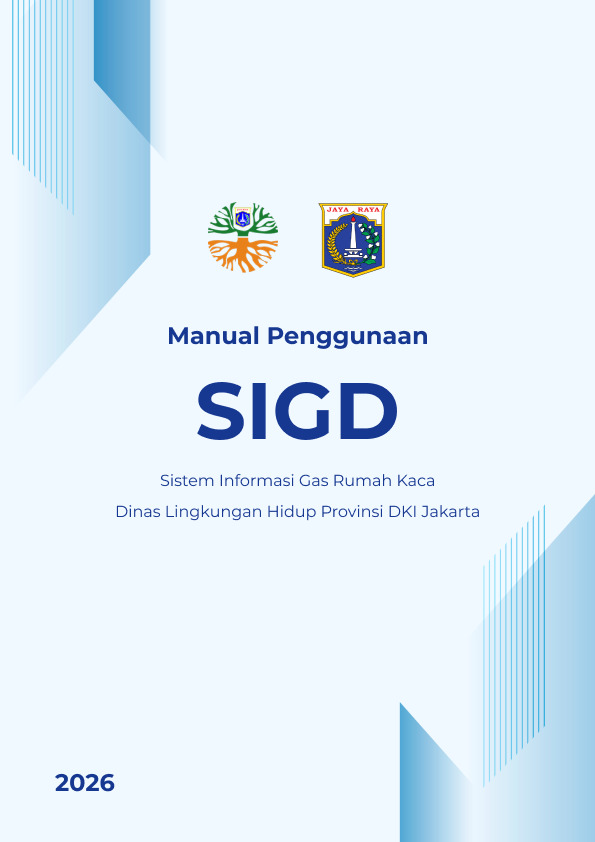 JAYA RAYA
Manual Penggunaan
SIGD
Sistem Informasi Gas Rumah Kaca
Dinas Lingkungan Hidup Provinsi DKI Jakarta
2026